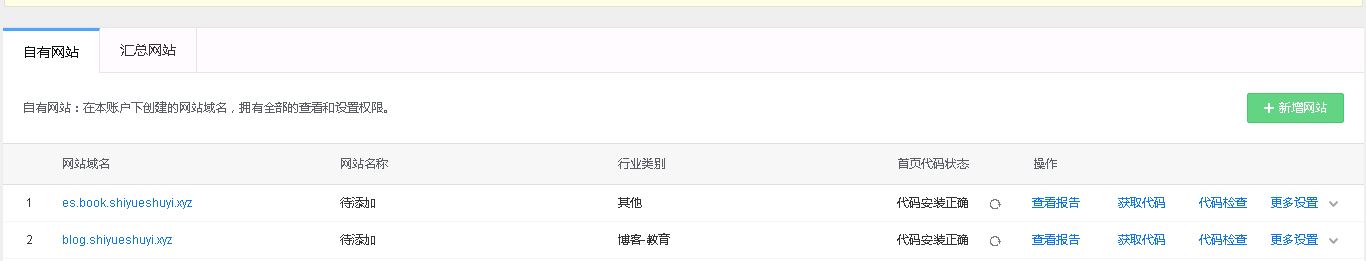 自有网站 汇总网站
自有网站：在本账户下创建的网站域名，拥有全部的查看和设置权限。 + 新增网站
网站域名 网站名称 行业类别 首页代码状态 操作
1 es.book.shiyueshuyi.xyz 待添加 其他 代码安装正确 查看报告 获取代码 代码检查 更多设置
2 blog.shiyueshuyi.xyz 待添加 博客-教育 代码安装正确 查看报告 获取代码 代码检查 更多设置